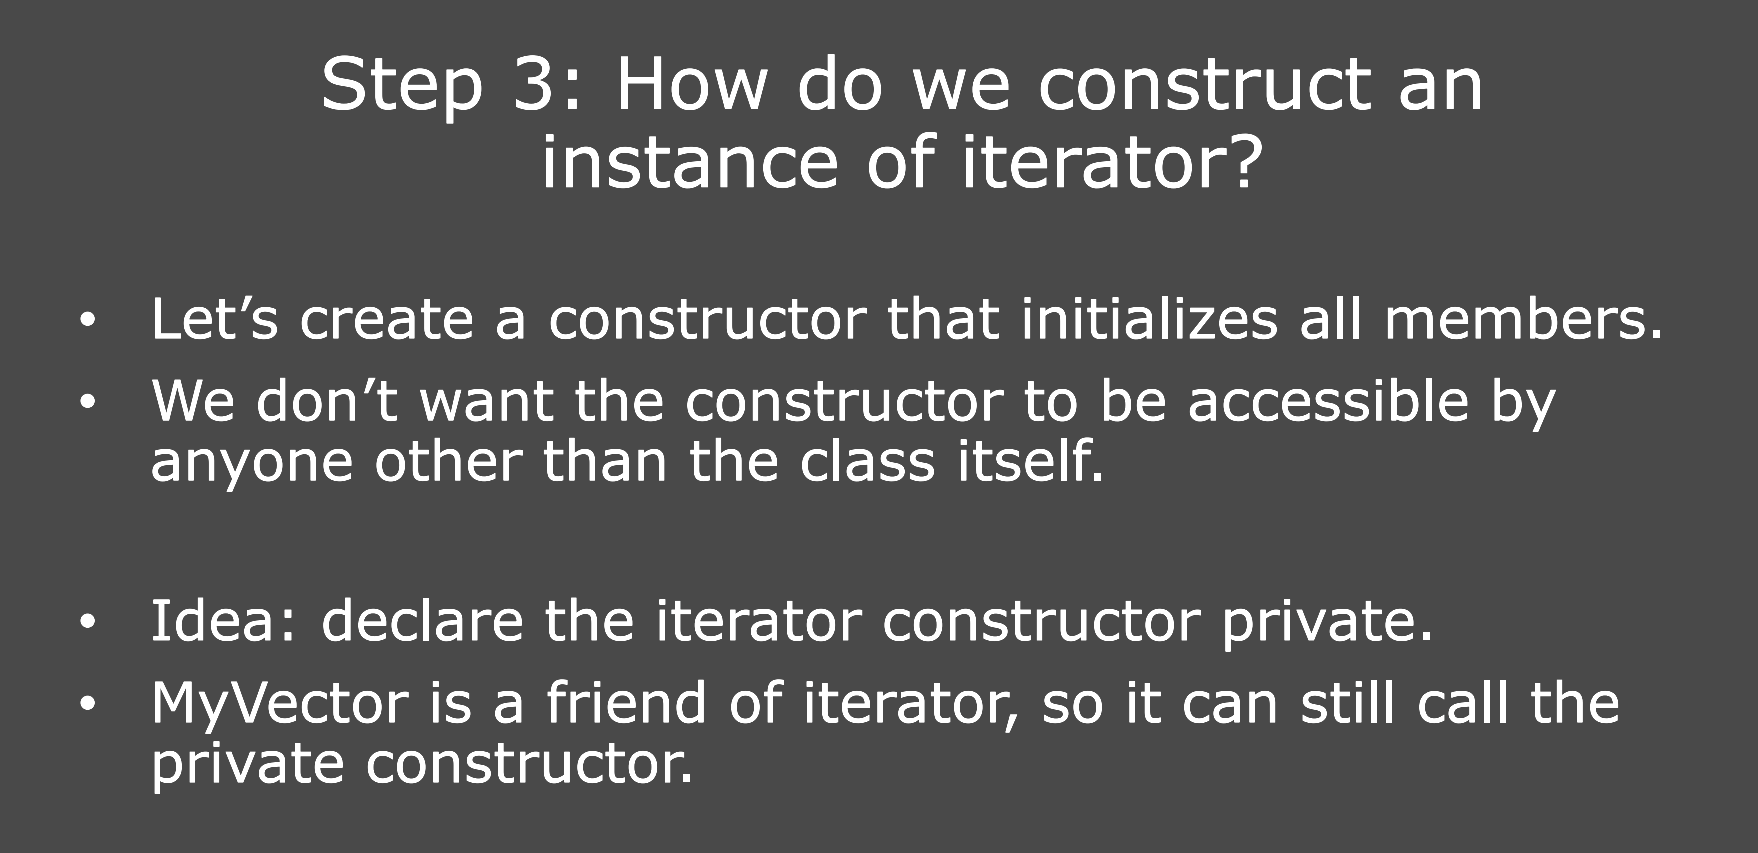 Step 3: How do we construct an
instance of iterator?
• Let’s create a constructor that initializes all members.
• We don’t want the constructor to be accessible by
anyone other than the class itself.
• Idea: declare the iterator constructor private.
• MyVector is a friend of iterator, so it can still call the
private constructor.